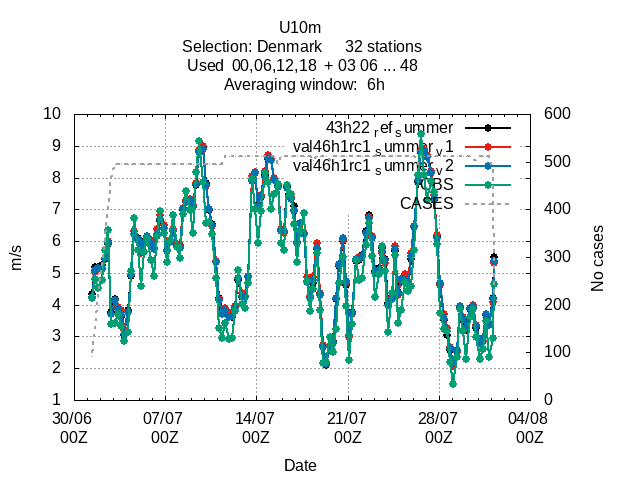 U10m
Selection: Denmark 32 stations
Used 00,06,12,18 + 03 06 ... 48
Averaging window: 6h
43h22_ref_summer
val46h1rc1_summer_v1
val46h1rc1_summer_v2
OBS
CASES
m/s
10
9
8
7
6
5
4
3
2
1
600
500
400
300
200
100
0
No cases
30/06 07/07 14/07 21/07 28/07 04/08
00Z 00Z 00Z 00Z 00Z 00Z
Date